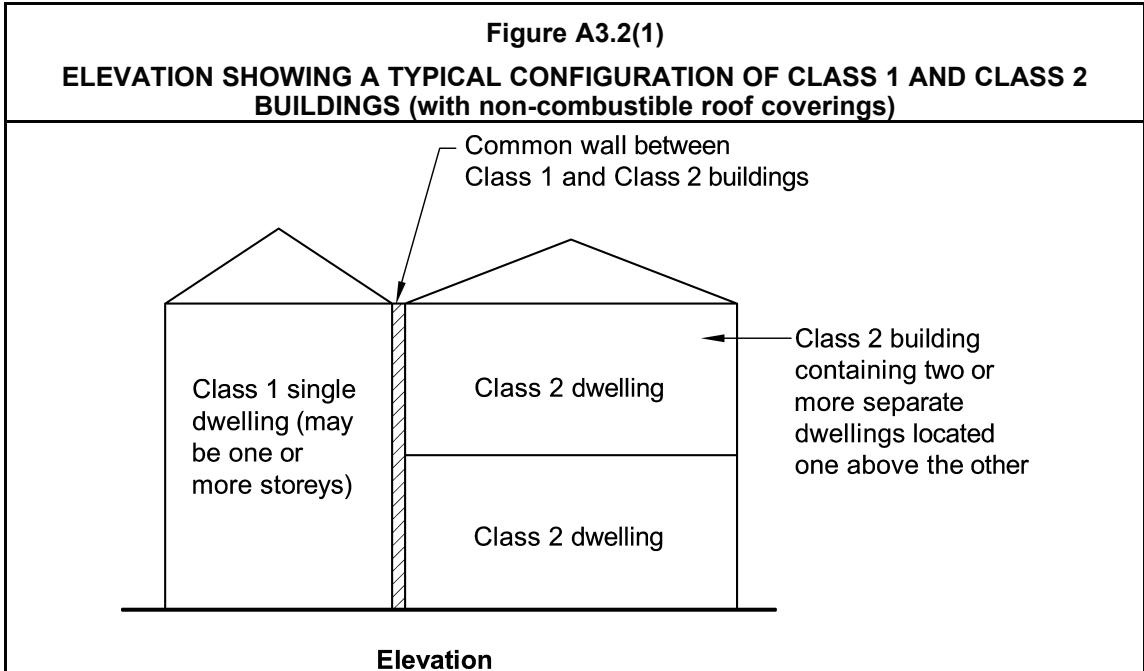 Figure A3.2(1)
ELEVATION SHOWING A TYPICAL CONFIGURATION OF CLASS 1 AND CLASS 2
BUILDINGS (with non-combustible roof coverings)
Common wall between
Class 1 and Class 2 buildings
Class 1 single
dwelling (may
be one or
more storeys)
Class 2 dwelling
Class 2 dwelling
Class 2 building
containing two or
more separate
dwellings located
one above the other
Elevation